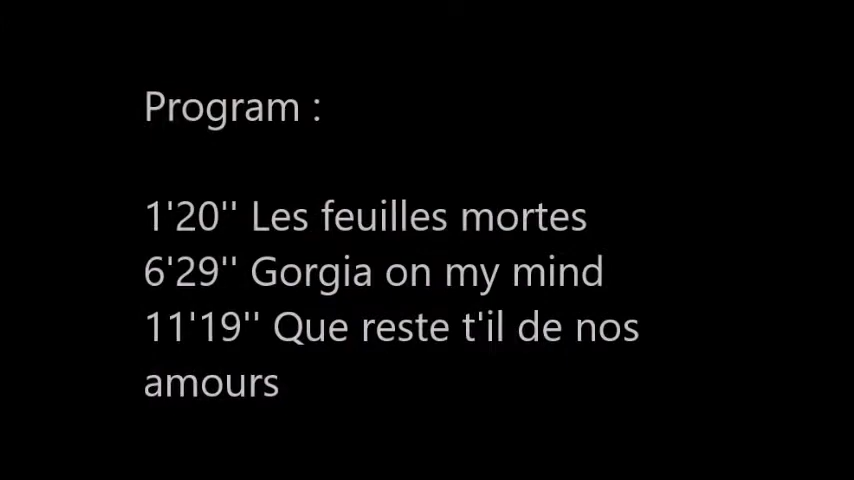 Program :
1'20'' Les feuilles mortes
6'29'' Gorgia on my mind
11'19'' Que reste t'il de nos
amours